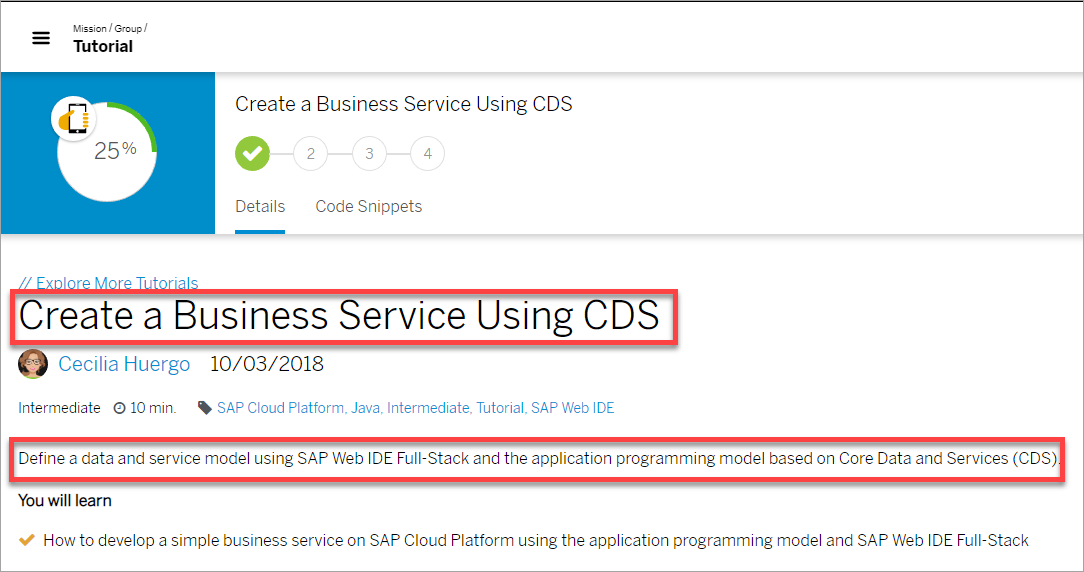 Mission / Group /
Tutorial
25%
Create a Business Service Using CDS
2 3 4
Details Code Snippets
// Explore More Tutorials
Create a Business Service Using CDS
Cecilia Huergo 10/03/2018
Intermediate 10 min. SAP Cloud Platform, Java, Intermediate, Tutorial, SAP Web IDE
Define a data and service model using SAP Web IDE Full-Stack and the application programming model based on Core Data and Services (CDS).
You will learn
How to develop a simple business service on SAP Cloud Platform using the application programming model and SAP Web IDE Full-Stack